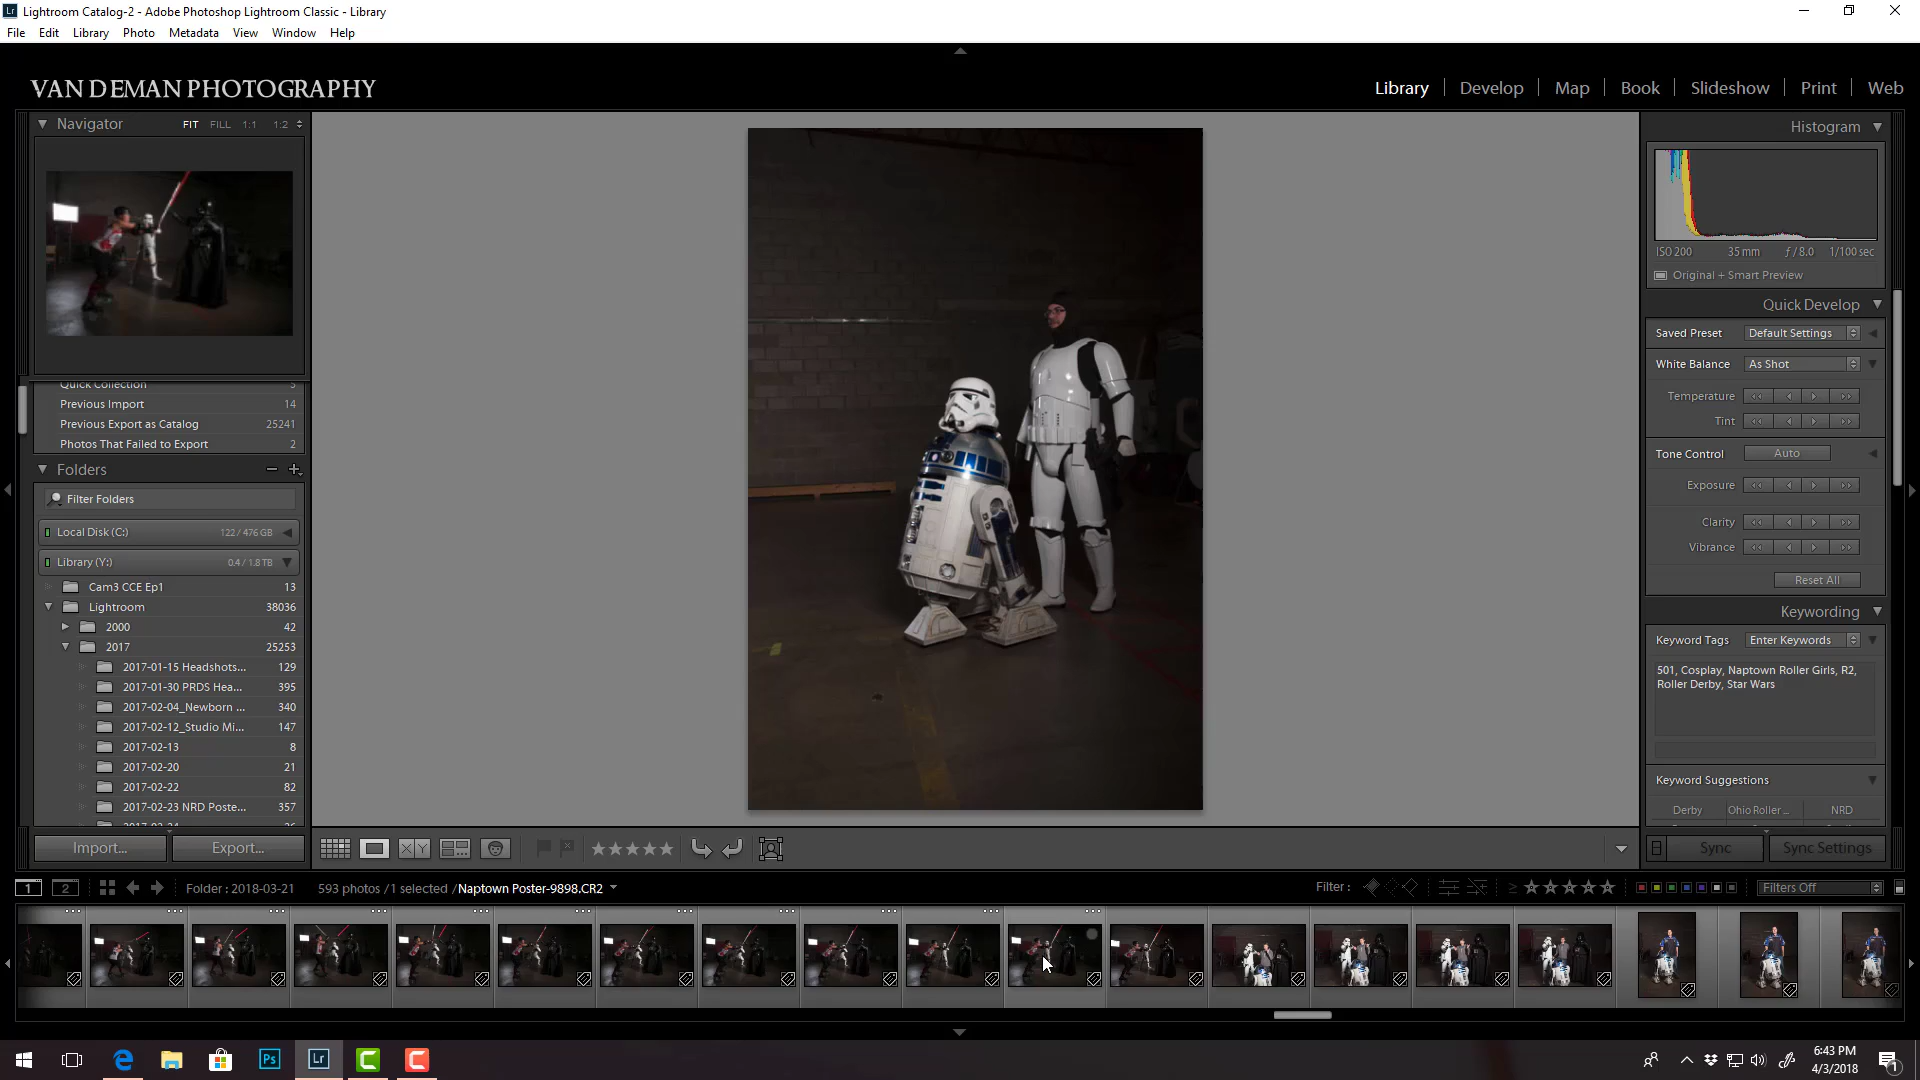 Lightroom Catalog-2 - Adobe Photoshop Lightroom Classic - Library
File Edit Library Photo Metadata View Window Help
VAN DEMAN PHOTOGRAPHY
Library Develop Map Book Slideshow Print Web
Navigator FIT FILL 1:1 1:2
Quick Collection 5
Previous Import 14
Previous Export as Catalog 25241
Photos That Failed to Export 2
Folders
Filter Folders
Local Disk (C:) 122 / 476 GB
Library (Y:) 0.4 / 1.8 TB
Cam3 CCE Ep1 13
Lightroom 38036
2000 42
2017 25253
2017-01-15 Headshots... 129
2017-01-30 PRDS Hea... 395
2017-02-04_Newborn ... 340
2017-02-12_Studio Mi... 147
2017-02-13 8
2017-02-20 21
2017-02-22 82
2017-02-23 NRD Poste... 357
Import... Export...
Histogram
ISO 200 35 mm ƒ / 8.0 1/100 sec
Original + Smart Preview
Quick Develop
Saved Preset Default Settings
White Balance As Shot
Temperature
Tint
Tone Control Auto
Exposure
Clarity
Vibrance
Reset All
Keywording
Keyword Tags Enter Keywords
501, Cosplay, Naptown Roller Girls, R2,
Roller Derby, Star Wars
Keyword Suggestions
Derby Ohio Roller ... NRD
Sync Sync Settings
X Y
1 2 Folder : 2018-03-21 593 photos / 1 selected / Naptown Poster-9898.CR2 Filter : ≥ Filters Off
Ps Lr
6:43 PM
4/3/2018
1